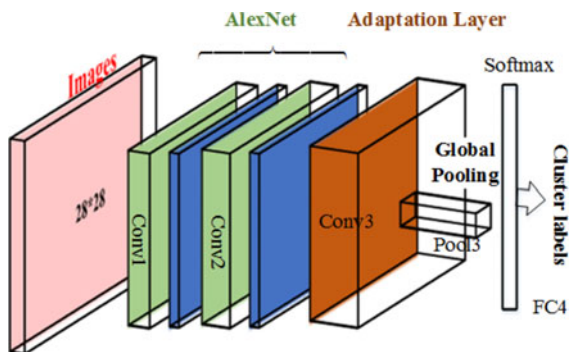 AlexNet
Adaptation Layer
Images
28*28
Conv1
Conv2
Conv3
Global
Pooling
Pool3
Softmax
FC4
Cluster labels